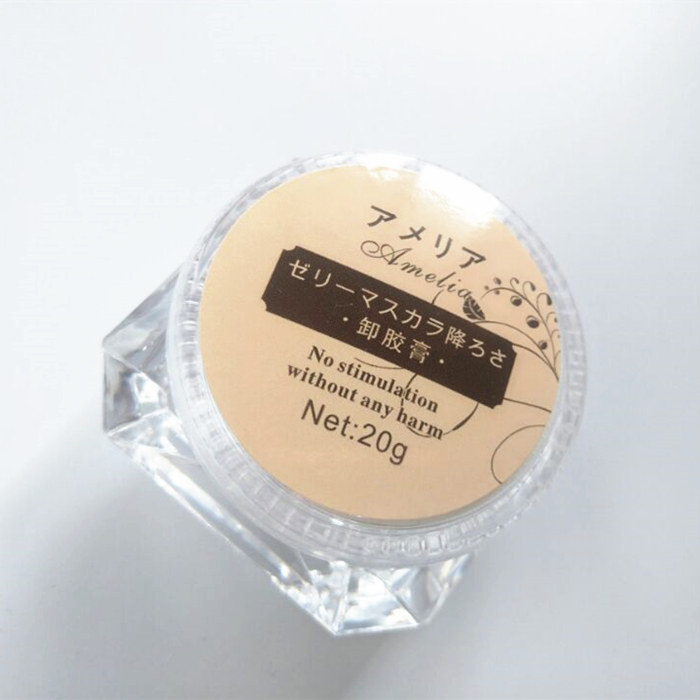 アメリア
Amelia
ゼリーマスカラ降ろさ
·卸胶膏·
No stimulation
without any harm
Net:20g